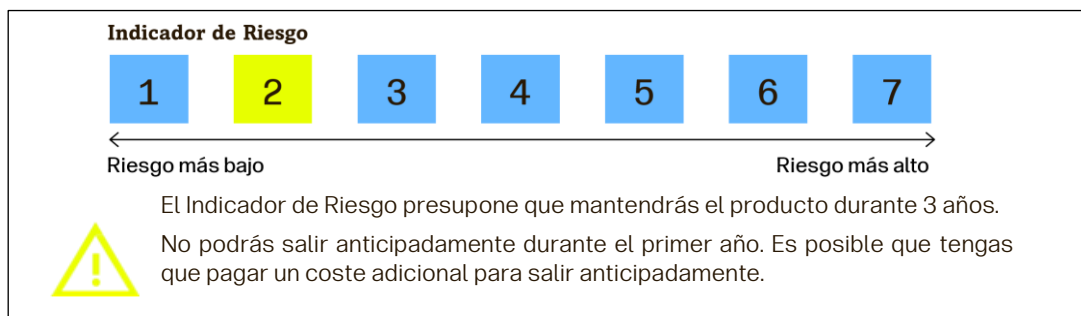 Indicador de Riesgo
1 2 3 4 5 6 7
Riesgo más bajo Riesgo más alto
El Indicador de Riesgo presupone que mantendrás el producto durante 3 años.
No podrás salir anticipadamente durante el primer año. Es posible que tengas
que pagar un coste adicional para salir anticipadamente.
!